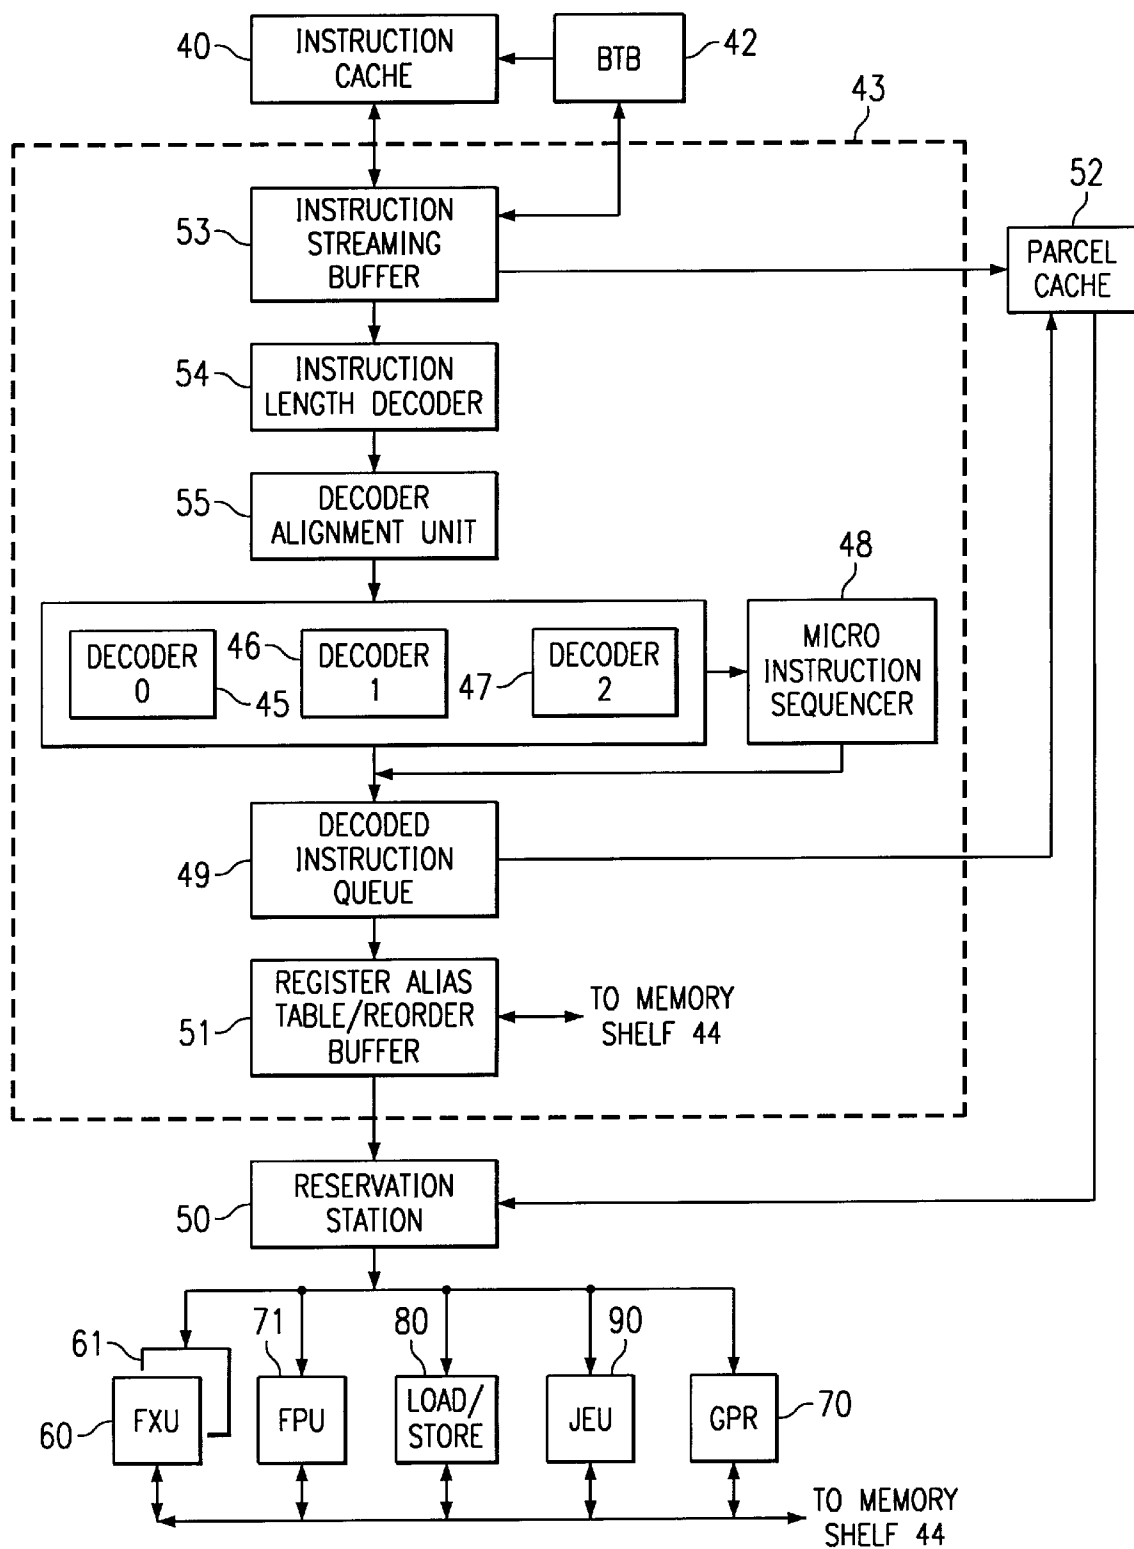 40
INSTRUCTION
CACHE
BTB
42
43
53
INSTRUCTION
STREAMING
BUFFER
52
PARCEL
CACHE
54
INSTRUCTION
LENGTH DECODER
55
DECODER
ALIGNMENT UNIT
48
DECODER
0
45
46
DECODER
1
47
DECODER
2
MICRO
INSTRUCTION
SEQUENCER
49
DECODED
INSTRUCTION
QUEUE
51
REGISTER ALIAS
TABLE/REORDER
BUFFER
TO MEMORY
SHELF 44
50
RESERVATION
STATION
61
71
80
90
60
FXU
FPU
LOAD/
STORE
JEU
GPR
70
TO MEMORY
SHELF 44